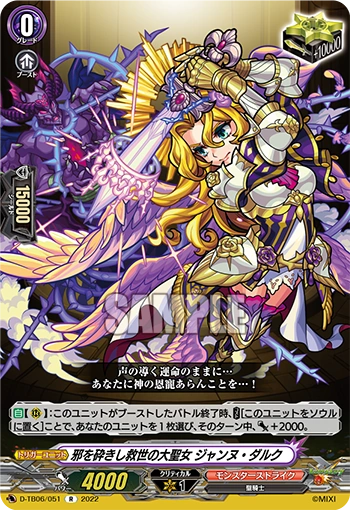 0
グレード
ブースト
+10000
15000
シールド
SAMPLE
声の導く運命のままに…
あなたに神の恩寵あらんことを…！
【(R)】：このユニットがブーストしたバトル終了時、［このユニットをソウル
に置く］ことで、あなたのユニットを1枚選び、そのターン中、+2000。
トリガーユニット
邪を砕きし救世の大聖女 ジャンヌ・ダルク
パワー
4000
クリティカル
1
モンスターストライク
聖騎士
D-TB06/051 R 2022
©MIXI